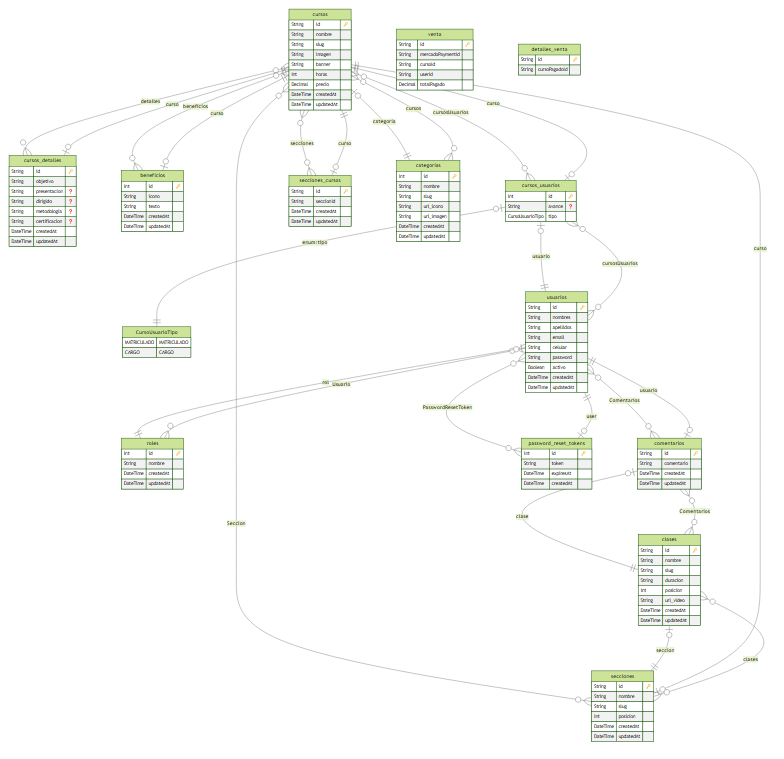 cursos
String id
String nombre
String slug
String imagen
String banner
Int horas
Decimal precio
DateTime createdAt
DateTime updatedAt
venta
String id
String mercadoPaymentId
String cursoId
String userId
Decimal totalPagado
detalles_venta
String id
String cursoPagadoId
detalles
curso
beneficios
curso
secciones
curso
categoria
cursos
cursosUsuarios
curso
cursos_detalles
String id
String objetivo
String presentacion ?
String dirigido ?
String metodologia ?
String certificacion ?
DateTime createdAt
DateTime updatedAt
beneficios
Int id
String icono
String texto
DateTime createdAt
DateTime updatedAt
secciones_cursos
String id
String seccionId
DateTime createdAt
DateTime updatedAt
categorias
Int id
String nombre
String slug
String url_icono
String url_imagen
DateTime createdAt
DateTime updatedAt
cursos_usuarios
Int id
String avance ?
CursoUsuarioTipo tipo
enum:tipo
usuario
cursosUsuarios
curso
usuarios
String id
String nombres
String apellidos
String email
String celular
String password
Boolean activo
DateTime createdAt
DateTime updatedAt
CursoUsuarioTipo
MATRICULADO MATRICULADO
CARGO CARGO
rol
usuario
PasswordResetToken
user
Comentarios
usuario
roles
Int id
String nombre
DateTime createdAt
DateTime updatedAt
password_reset_tokens
Int id
String token
DateTime expiresAt
DateTime createdAt
comentarios
String id
String comentario
DateTime createdAt
DateTime updatedAt
Seccion
clase
Comentarios
clases
String id
String nombre
String slug
String duracion
Int posicion
String url_video
DateTime createdAt
DateTime updatedAt
seccion
clases
secciones
String id
String nombre
String slug
Int posicion
DateTime createdAt
DateTime updatedAt